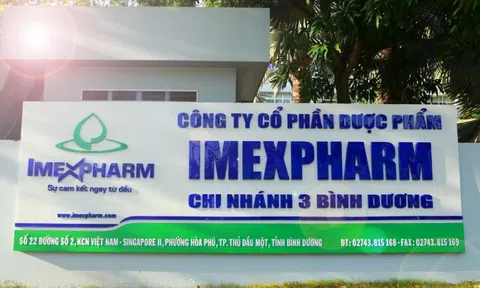 IMEXPHARM
Sự cam kết ngay từ đầu
www.imexpharm.com
CÔNG TY CỔ PHẦN DƯỢC PHẨM
IMEXPHARM
CHI NHÁNH 3 BÌNH DƯƠNG
SỐ 22 ĐƯỜNG SỐ 2, KCN VIỆT NAM - SINGAPORE II, PHƯỜNG HÒA PHÚ, TP. THỦ DẦU MỘT, TỈNH BÌNH DƯƠNG ĐT: 02743.815 168 - FAX: 02743.815 169